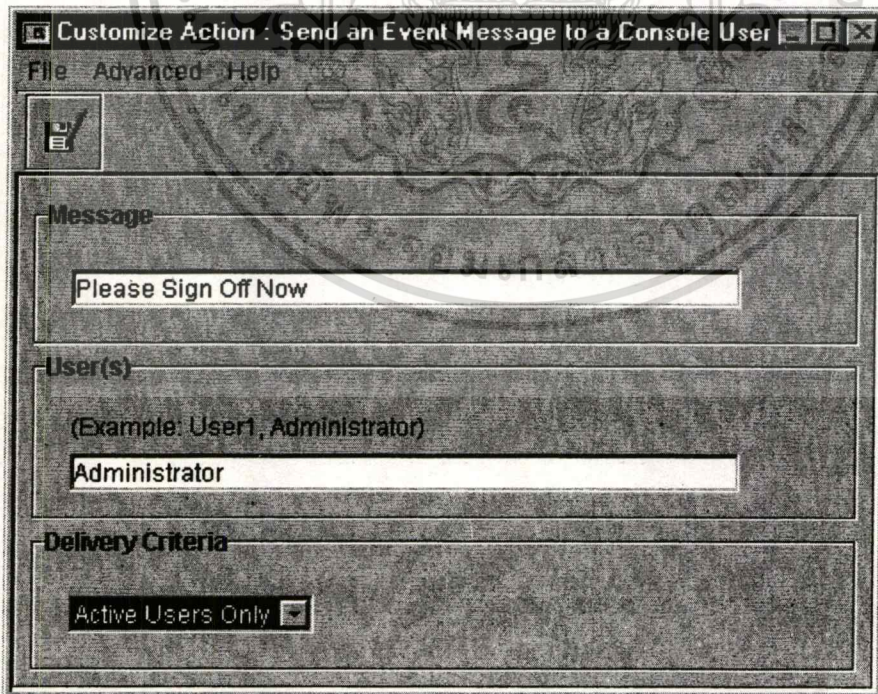 Customize Action : Send an Event Message to a Console User
File Advanced Help
Message
Please Sign Off Now
User(s)
(Example: User1, Administrator)
Administrator
Delivery Criteria
Active Users Only